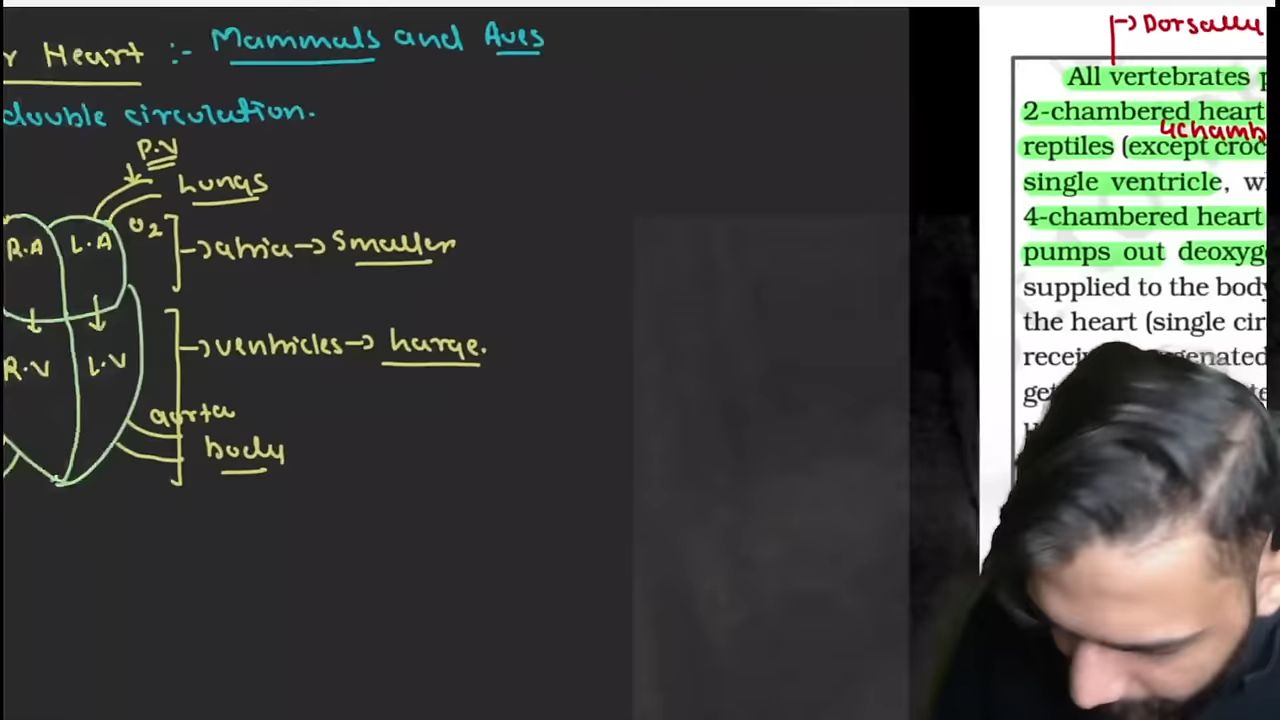 r Heart :- Mammals and Aves
double circulation.
P.V
Lungs
O2
R.A L.A
→ atria → Smaller
→ ventricles → Large.
R.V L.V
aorta
body
→ Dorsally
All vertebrates p
2-chambered heart
4chamb
reptiles (except croc
single ventricle, w
4-chambered heart
pumps out deoxyg
supplied to the body
the heart (single cir
genated